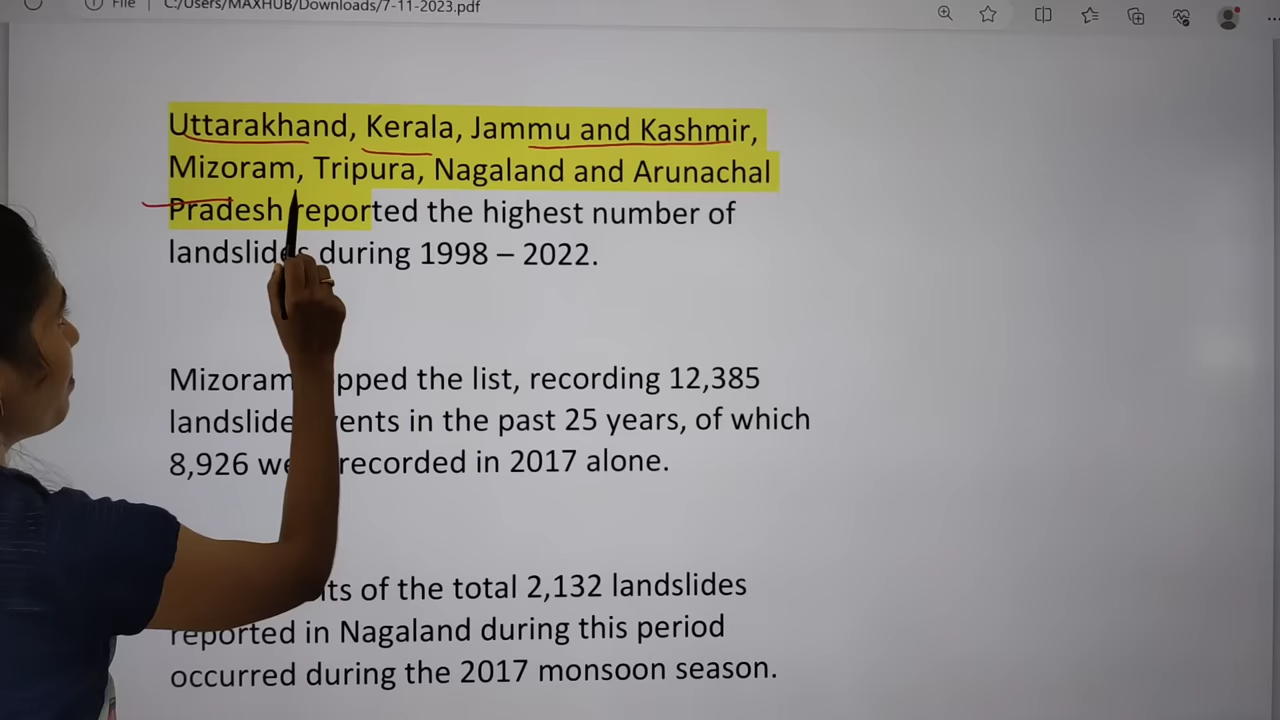 File | C:/Users/MAXHUB/Downloads/7-11-2023.pdf
Uttarakhand, Kerala, Jammu and Kashmir,
Mizoram, Tripura, Nagaland and Arunachal
Pradesh reported the highest number of
landslides during 1998 – 2022.
Mizoram the list, recording 12,385
in the past 25 years, of which
8,926 recorded in 2017 alone.
of the total 2,132 landslides
reported in Nagaland during this period
occurred during the 2017 monsoon season.